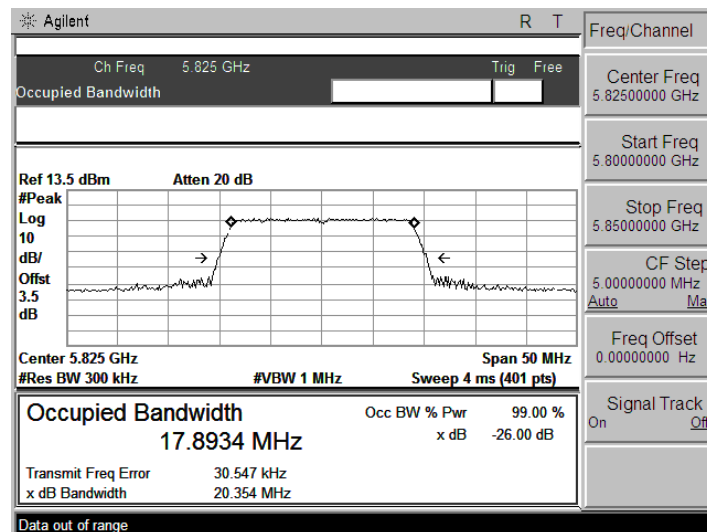 Agilent R T
Ch Freq 5.825 GHz Trig Free
Occupied Bandwidth
Ref 13.5 dBm Atten 20 dB
#Peak
Log
10
dB/
Offst
3.5
dB
Center 5.825 GHz Span 50 MHz
#Res BW 300 kHz #VBW 1 MHz Sweep 4 ms (401 pts)
Occupied Bandwidth Occ BW % Pwr 99.00 %
17.8934 MHz x dB -26.00 dB
Transmit Freq Error 30.547 kHz
x dB Bandwidth 20.354 MHz
Data out of range
Freq/Channel
Center Freq
5.82500000 GHz
Start Freq
5.80000000 GHz
Stop Freq
5.85000000 GHz
CF Step
5.00000000 MHz
Auto Ma
Freq Offset
0.00000000 Hz
Signal Track
On Off